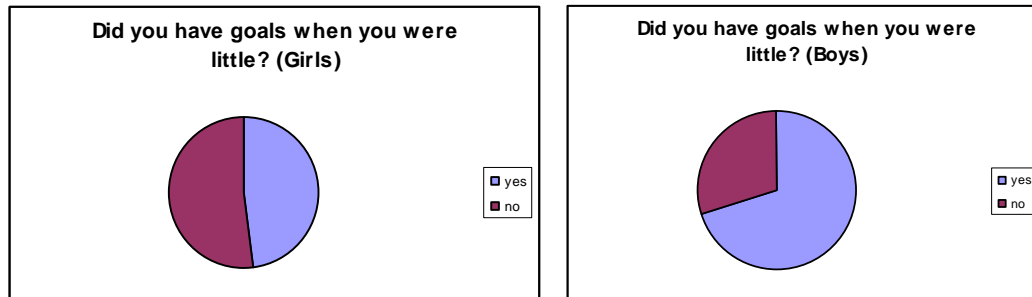 Did you have goals when you were
little? (Girls)
yes
no
Did you have goals when you were
little? (Boys)
yes
no